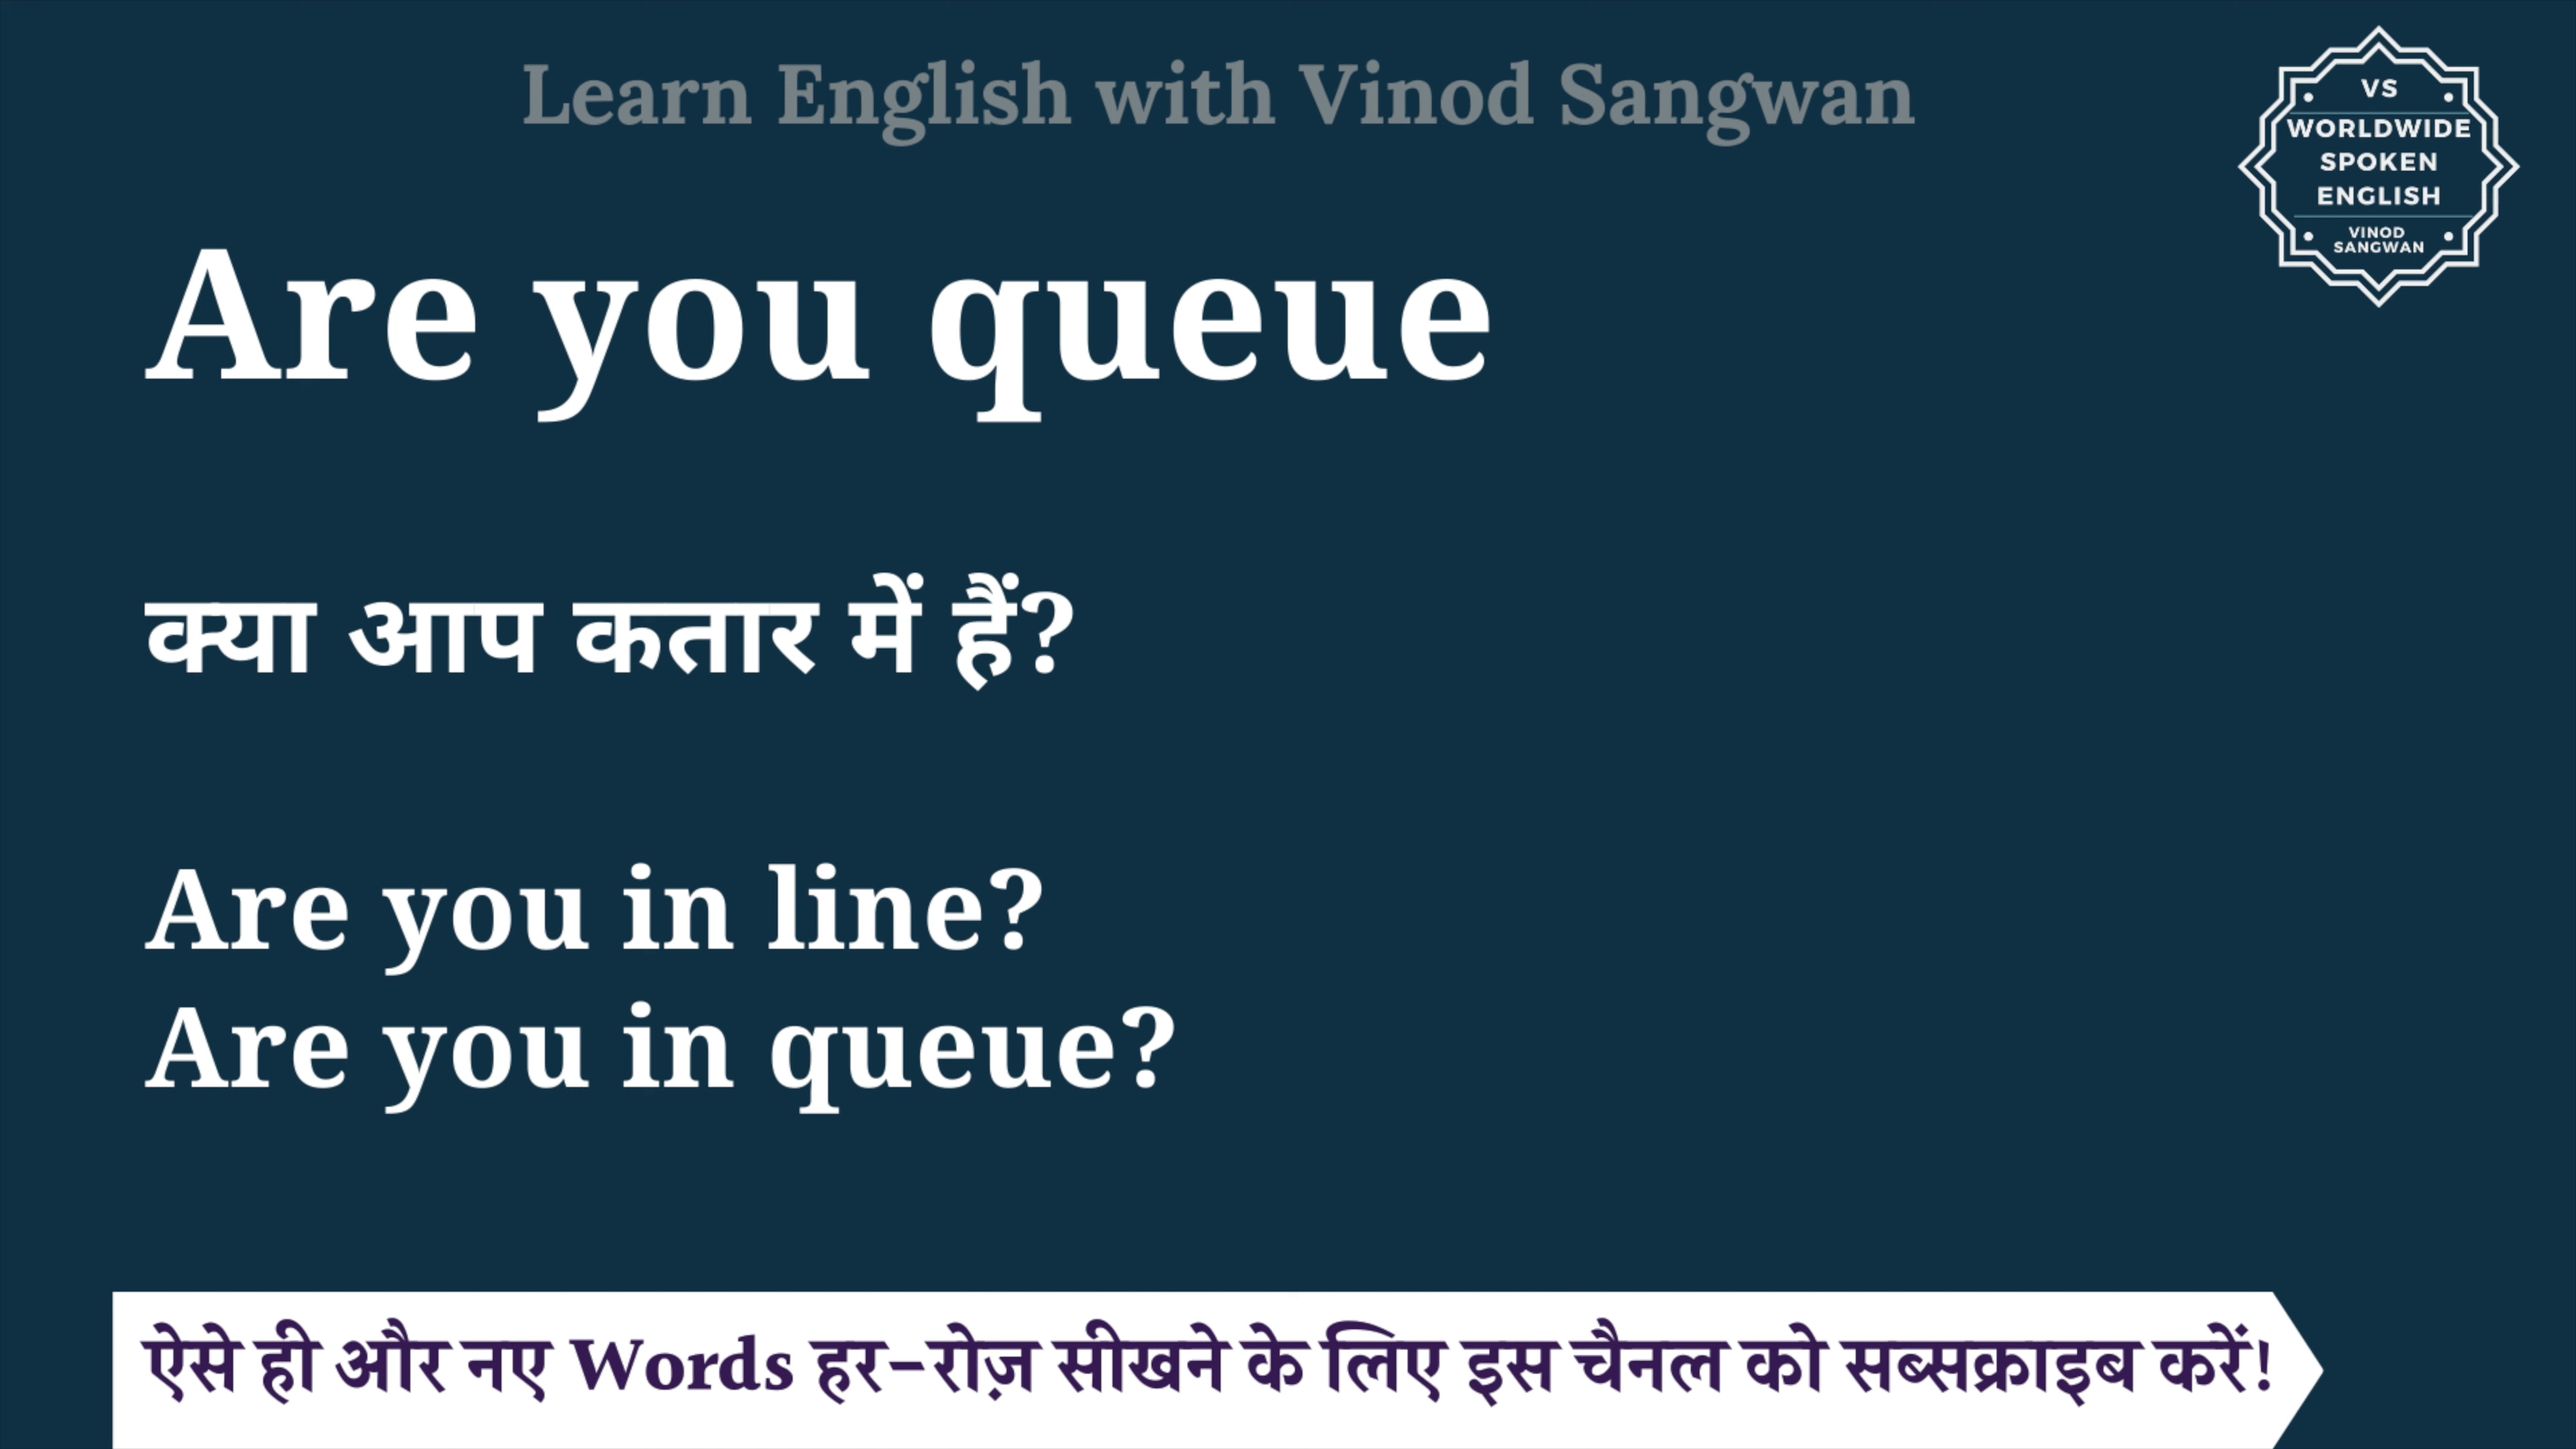 Learn English with Vinod Sangwan
VS
WORLDWIDE
SPOKEN
ENGLISH
VINOD
SANGWAN
Are you queue
क्या आप कतार में हैं?
Are you in line?
Are you in queue?
ऐसे ही और नए Words हर-रोज़ सीखने के लिए इस चैनल को सब्सक्राइब करें!